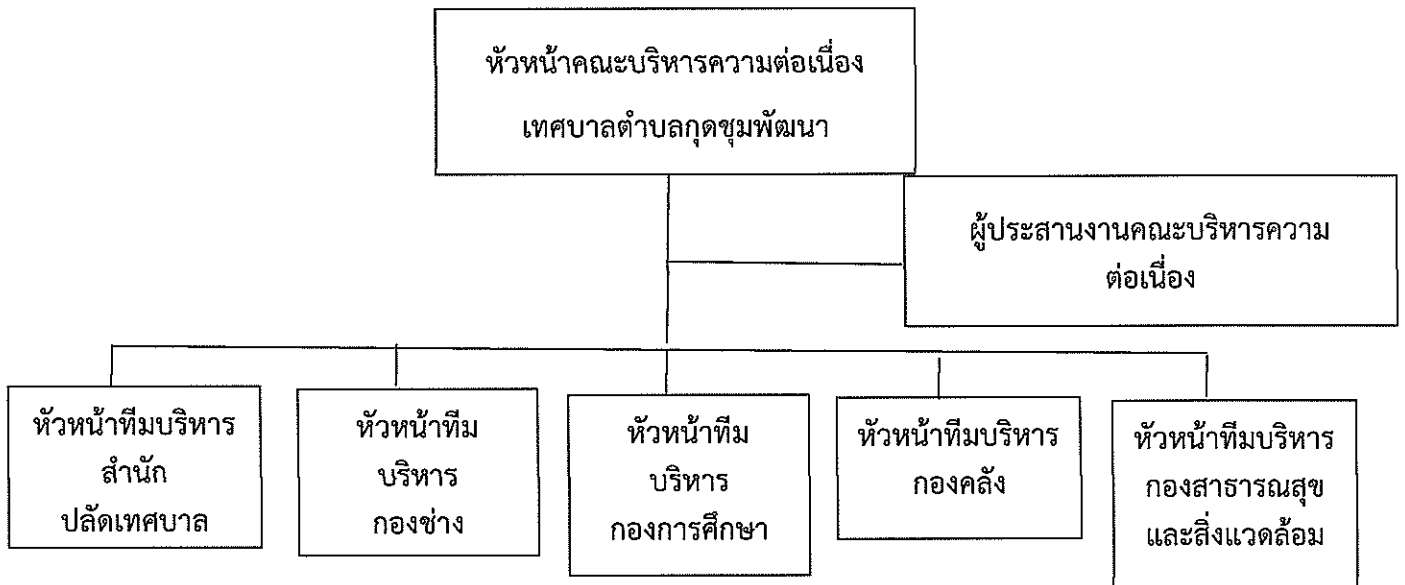 หัวหน้าคณะบริหารความต่อเนื่อง
เทศบาลตำบลกุดชุมพัฒนา
ผู้ประสานงานคณะบริหารความ
ต่อเนื่อง
หัวหน้าทีมบริหาร
สำนัก
ปลัดเทศบาล
หัวหน้าทีม
บริหาร
กองช่าง
หัวหน้าทีม
บริหาร
กองการศึกษา
หัวหน้าทีมบริหาร
กองคลัง
หัวหน้าทีมบริหาร
กองสาธารณสุข
และสิ่งแวดล้อม